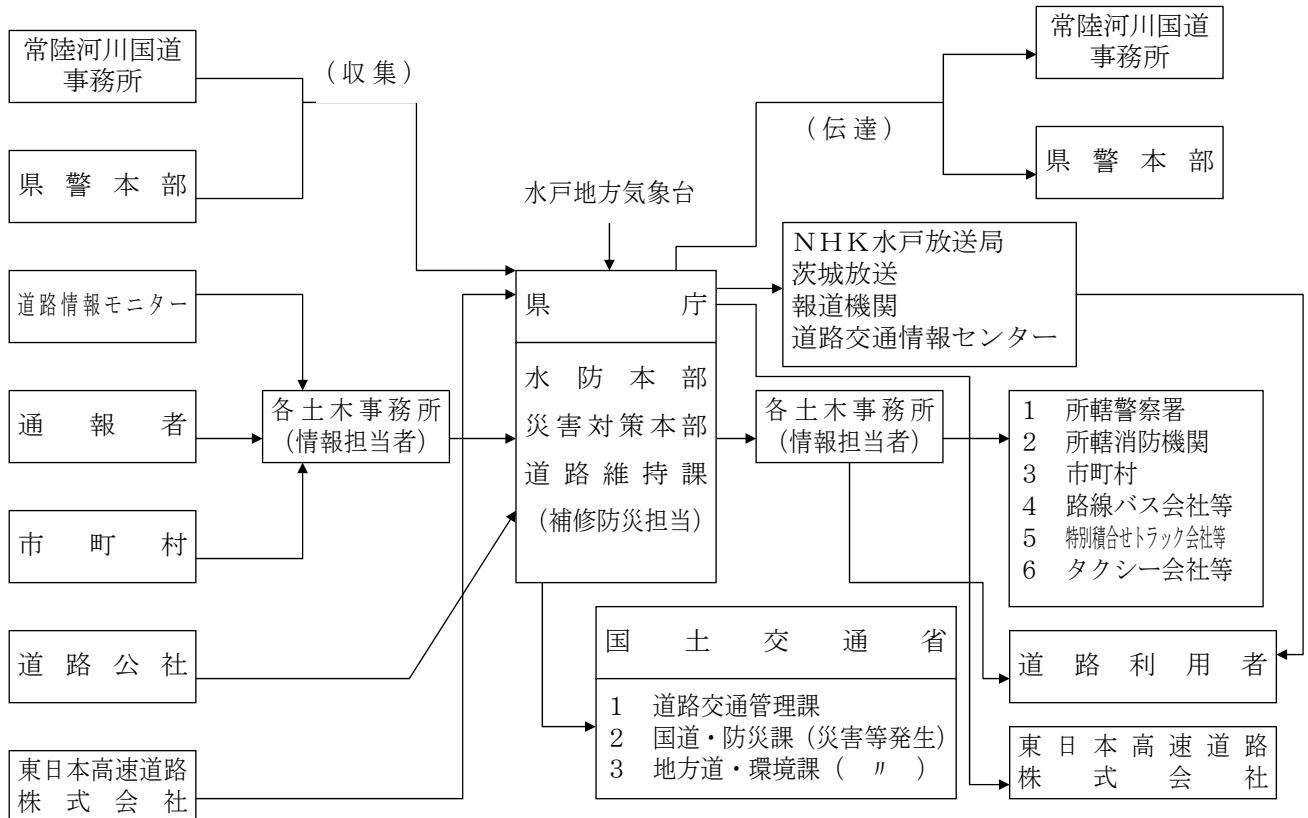 常陸河川国道
事務所
（収集）
県警本部
道路情報モニター
通報者
市町村
道路公社
東日本高速道路
株式会社
各土木事務所
（情報担当者）
水戸地方気象台
県庁
水防本部
災害対策本部
道路維持課
（補修防災担当）
（伝達）
常陸河川国道
事務所
県警本部
ＮＨＫ水戸放送局
茨城放送
報道機関
道路交通情報センター
各土木事務所
（情報担当者）
1 所轄警察署
2 所轄消防機関
3 市町村
4 路線バス会社等
5 特別積合せトラック会社等
6 タクシー会社等
国土交通省
1 道路交通管理課
2 国道・防災課（災害等発生）
3 地方道・環境課（ 〃 ）
道路利用者
東日本高速道路
株式会社